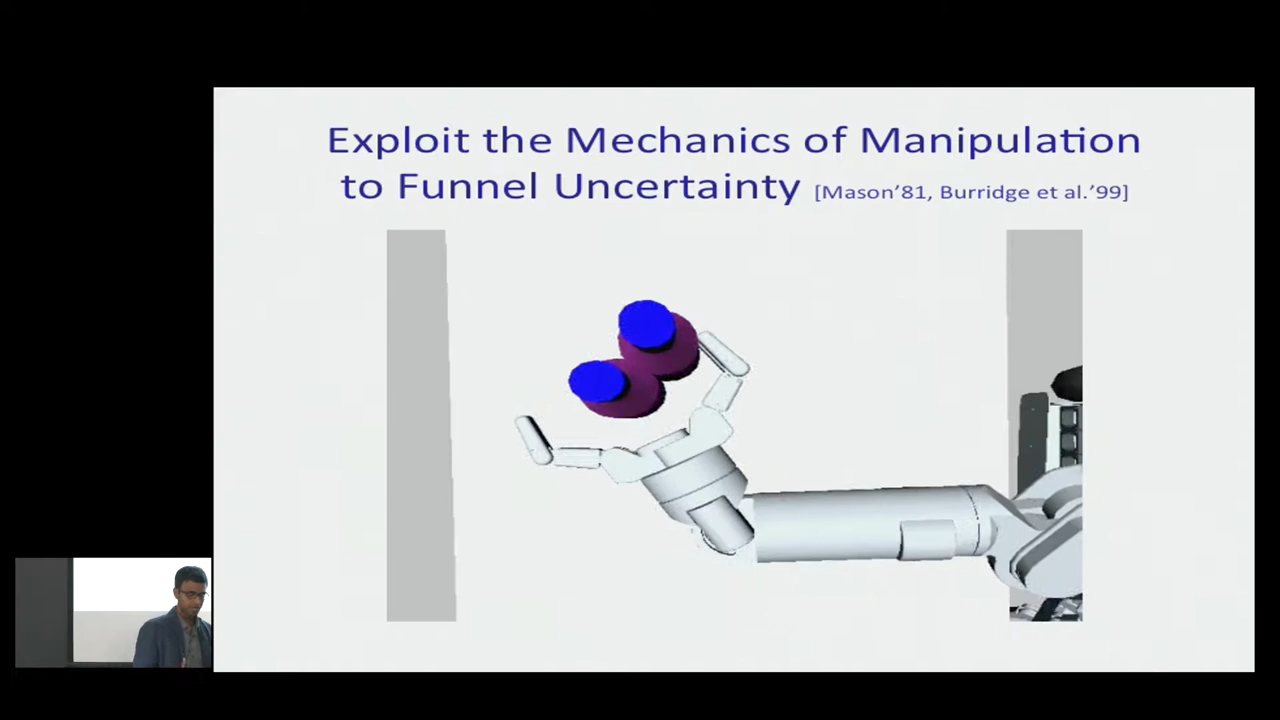 Exploit the Mechanics of Manipulation
to Funnel Uncertainty [Mason’81, Burridge et al.’99]